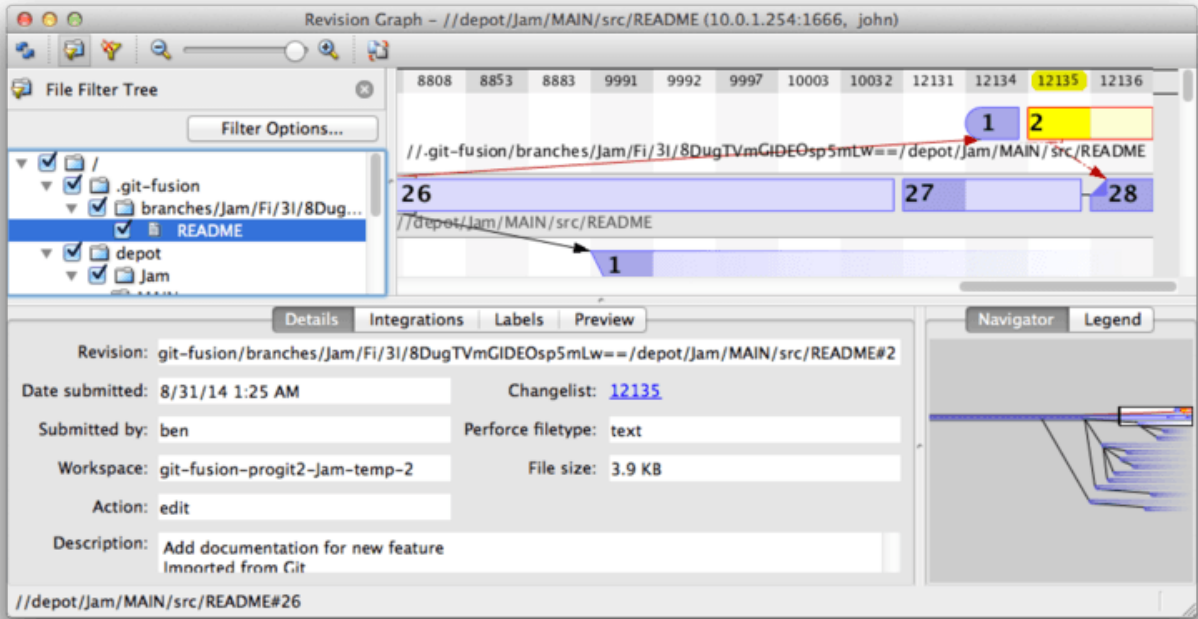 Revision Graph – //depot/Jam/MAIN/src/README (10.0.1.254:1666, john)
File Filter Tree
Filter Options...
/
.git-fusion
branches/Jam/Fi/3I/8Dug...
README
depot
Jam
8808 8853 8883 9991 9992 9997 10003 10032 12131 12134 12135 12136
1 2
//.git-fusion/branches/Jam/Fi/3I/8DugTVmGIDEOsp5mLw==/depot/Jam/MAIN/src/README
26 27 28
//depot/Jam/MAIN/src/README
1
Details Integrations Labels Preview
Revision: git-fusion/branches/Jam/Fi/3I/8DugTVmGIDEOsp5mLw==/depot/Jam/MAIN/src/README#2
Date submitted: 8/31/14 1:25 AM Changelist: 12135
Submitted by: ben Perforce filetype: text
Workspace: git-fusion-progit2-Jam-temp-2 File size: 3.9 KB
Action: edit
Description: Add documentation for new feature
Imported from Git
Navigator Legend
//depot/Jam/MAIN/src/README#26